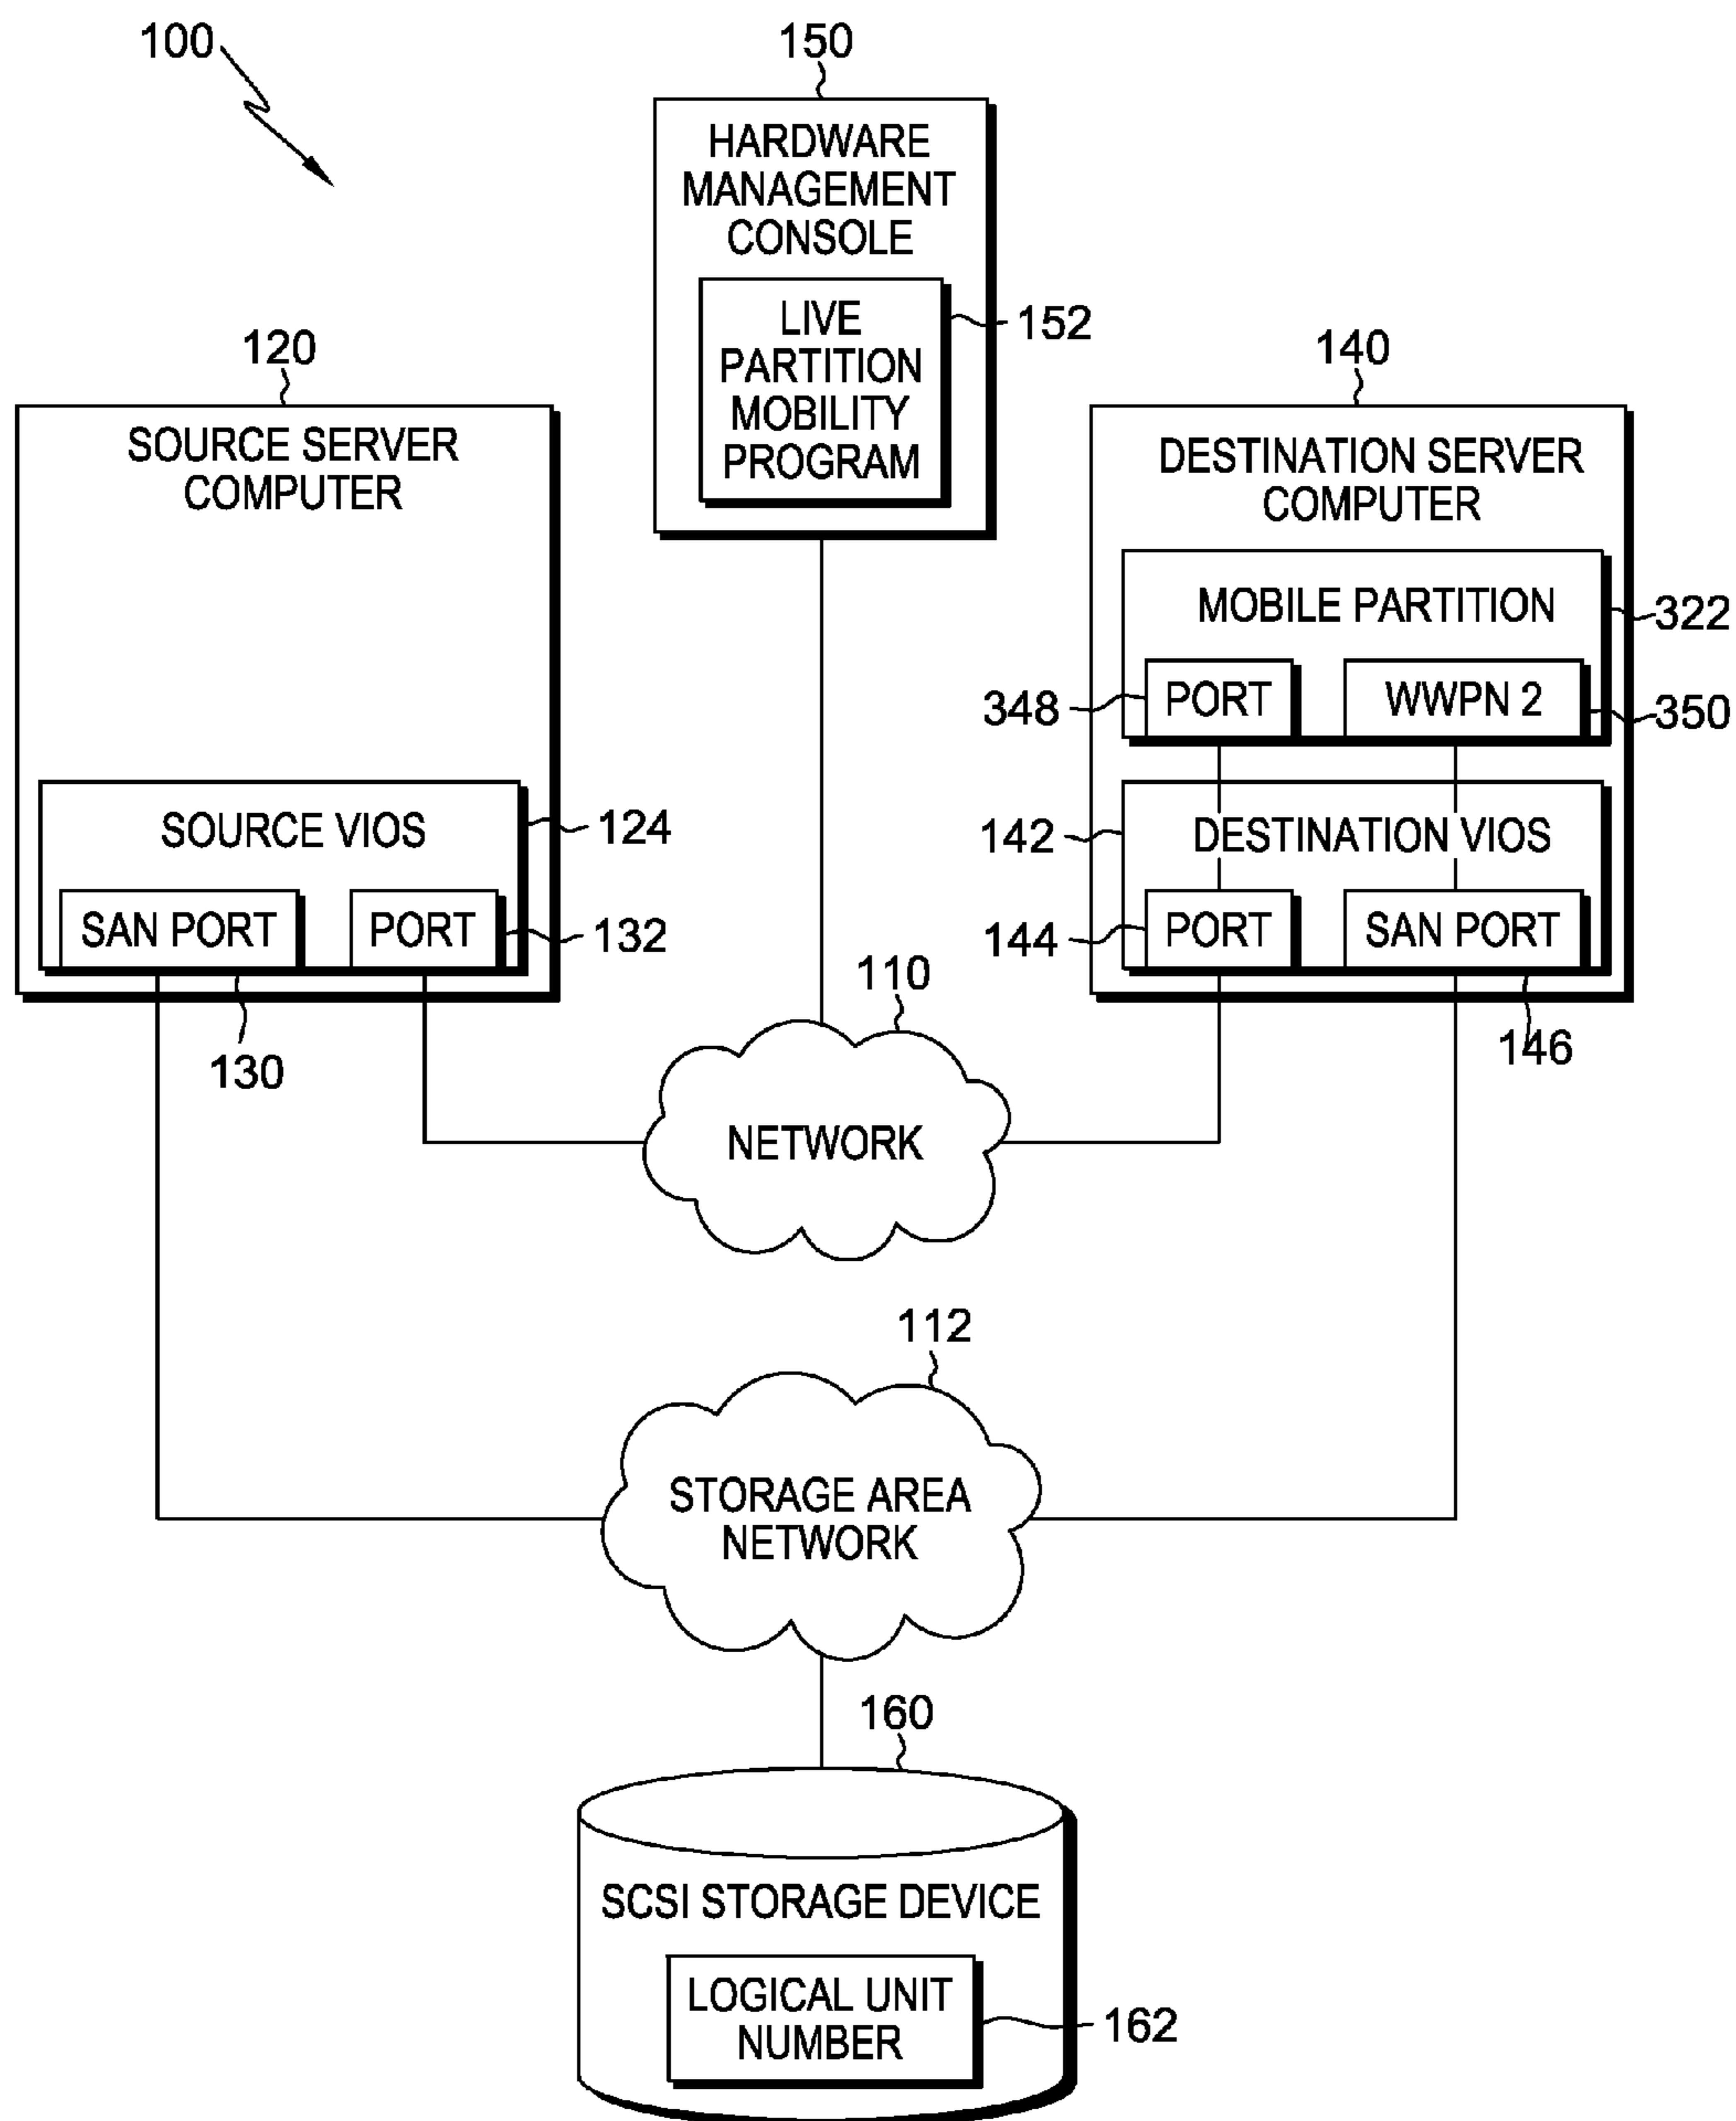 100
150
HARDWARE
MANAGEMENT
CONSOLE
LIVE
PARTITION
MOBILITY
PROGRAM
152
120
SOURCE SERVER
COMPUTER
SOURCE VIOS
124
SAN PORT
PORT
132
130
140
DESTINATION SERVER
COMPUTER
MOBILE PARTITION
322
348
PORT
WWPN 2
350
142
DESTINATION VIOS
144
PORT
SAN PORT
146
110
NETWORK
112
STORAGE AREA
NETWORK
160
SCSI STORAGE DEVICE
LOGICAL UNIT
NUMBER
162